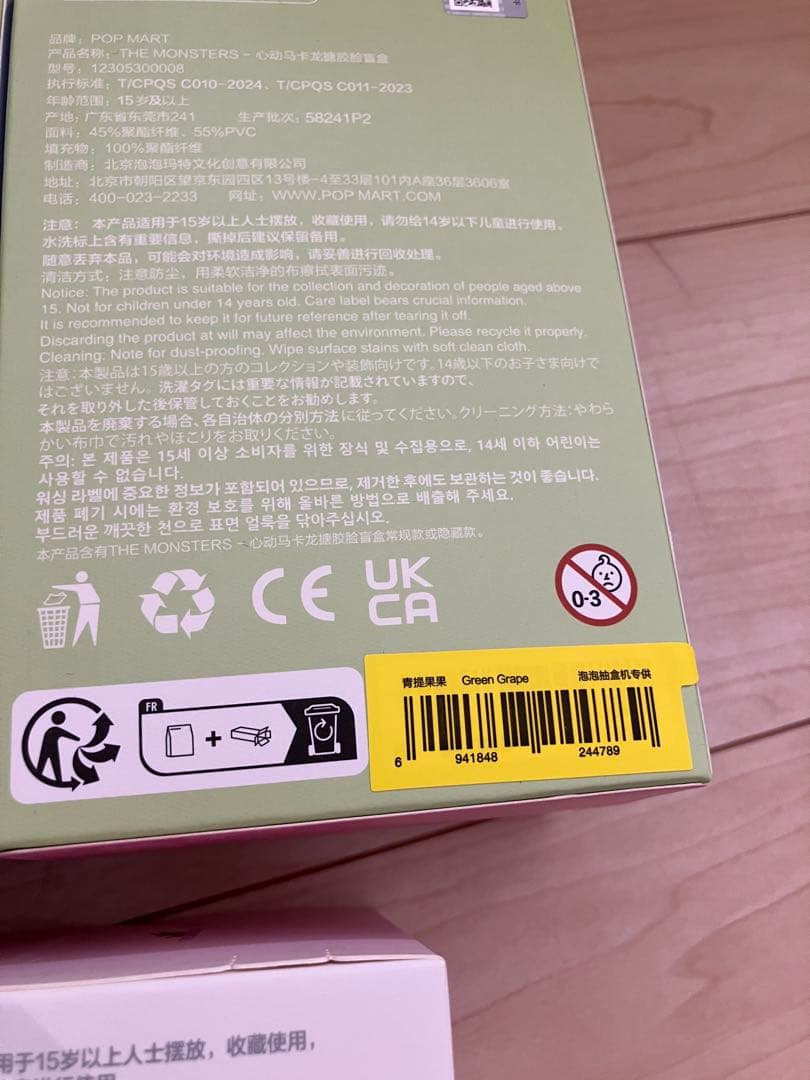 品牌：POP MART
产品名称：THE MONSTERS – 心动马卡龙搪胶脸盲盒
型号：12305300008
执行标准：T/CPQS C010-2024、T/CPQS C011-2023
年龄范围：15岁及以上
产地：广东省东莞市241 生产批次：58241P2
面料：45%聚酯纤维、55%PVC
填充物：100%聚酯纤维
制造商：北京泡泡玛特文化创意有限公司
地址：北京市朝阳区望京东园四区13号楼-4至33层101内A座36层3606室
电话：400-023-2233 网址：WWW.POP MART.COM
注意：本产品适用于15岁以上人士摆放，收藏使用，请勿给14岁以下儿童进行使用。
水洗标上含有重要信息，撕掉后建议保留备用。
随意丢弃本品，可能会对环境造成影响，请妥善进行回收处理。
清洁方式：注意防尘，用柔软洁净的布擦拭表面污迹。
Notice: The product is suitable for the collection and decoration of people aged above
15. Not for children under 14 years old. Care label bears crucial information.
It is recommended to keep it for future reference after tearing it off.
Discarding the product at will may affect the environment. Please recycle it properly.
Cleaning: Note for dust-proofing. Wipe surface stains with soft clean cloth.
注意：本製品は15歳以上の方のコレクションや装飾向けです。14歳以下のお子さま向けで
はございません。洗濯タグには重要な情報が記載されていますので、
それを取り外した後保管しておくことをお勧めします。
本製品を廃棄する場合、各自治体の分別方法に従ってください。クリーニング方法：やわら
かい布巾で汚れやほこりをお取りください。
주의: 본 제품은 15세 이상 소비자를 위한 장식 및 수집용으로, 14세 이하 어린이는
사용할 수 없습니다.
워싱 라벨에 중요한 정보가 포함되어 있으므로, 제거한 후에도 보관하는 것이 좋습니다.
제품 폐기 시에는 환경 보호를 위해 올바른 방법으로 배출해 주세요.
부드러운 깨끗한 천으로 표면 얼룩을 닦아주십시오.
本产品含有THE MONSTERS – 心动马卡龙搪胶脸盲盒常规款或隐藏款。
CE
UK
CA
0-3
FR
+
青提果果 Green Grape 泡泡抽盒机专供
6 941848 244789
用于15岁以上人士摆放，收藏使用，